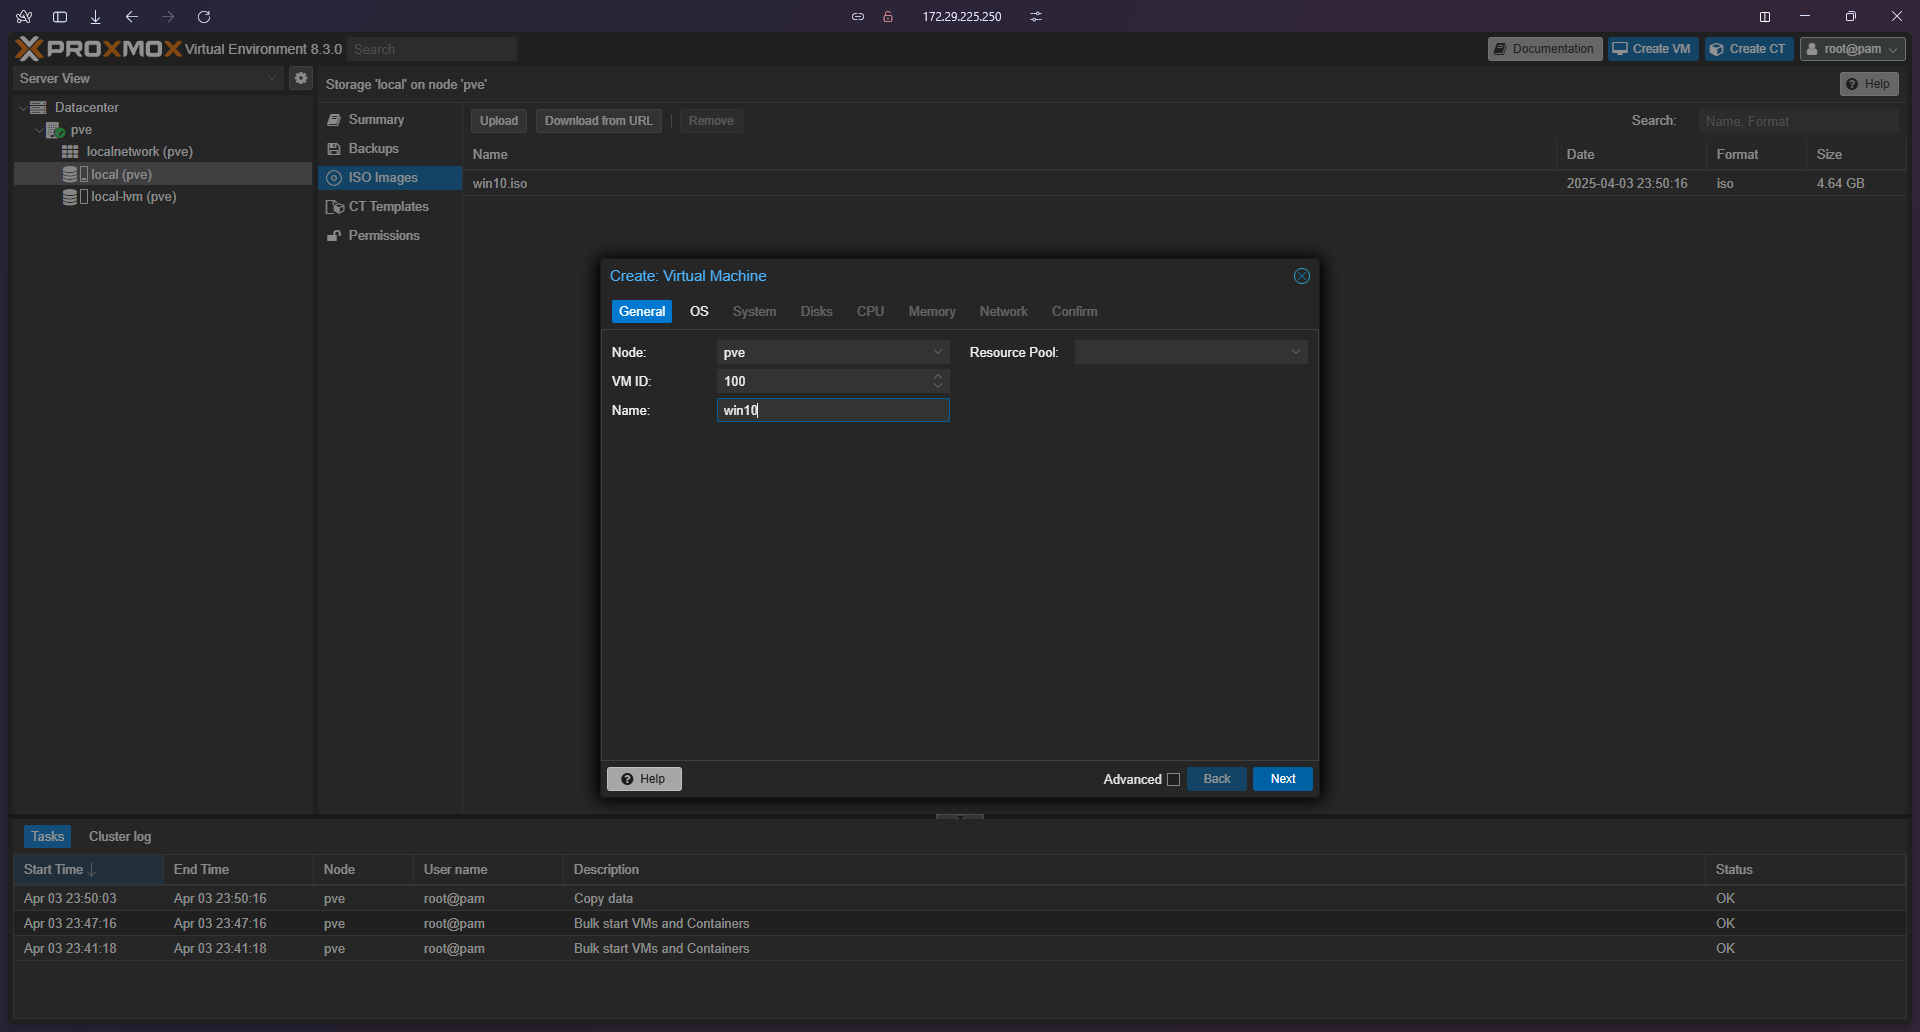 172.29.225.250
PROXMOX Virtual Environment 8.3.0 Search Documentation Create VM Create CT root@pam
Server View
Storage 'local' on node 'pve' Help
Datacenter
pve
localnetwork (pve)
local (pve)
local-lvm (pve)
Summary
Backups
ISO Images
CT Templates
Permissions
Upload Download from URL Remove Search: Name, Format
Name Date Format Size
win10.iso 2025-04-03 23:50:16 iso 4.64 GB
Create: Virtual Machine
General OS System Disks CPU Memory Network Confirm
Node: pve Resource Pool:
VM ID: 100
Name: win10
Help Advanced Back Next
Tasks Cluster log
Start Time End Time Node User name Description Status
Apr 03 23:50:03 Apr 03 23:50:16 pve root@pam Copy data OK
Apr 03 23:47:16 Apr 03 23:47:16 pve root@pam Bulk start VMs and Containers OK
Apr 03 23:41:18 Apr 03 23:41:18 pve root@pam Bulk start VMs and Containers OK